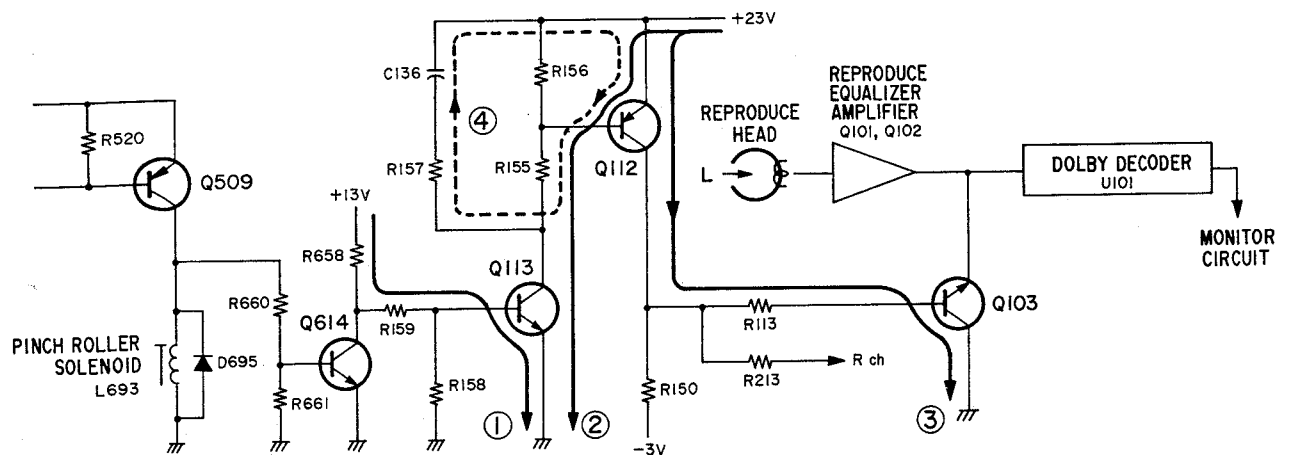 +23V
C136
R156
④
R157
R155
Q112
REPRODUCE
HEAD
L
REPRODUCE
EQUALIZER
AMPLIFIER
Q101, Q102
DOLBY DECODER
U101
MONITOR
CIRCUIT
R520
Q509
+13V
R658
Q113
R660
Q614
R159
R113
Q103
PINCH ROLLER
SOLENOID
L693
D695
R661
R158
①
②
R150
R213
R ch
③
-3V